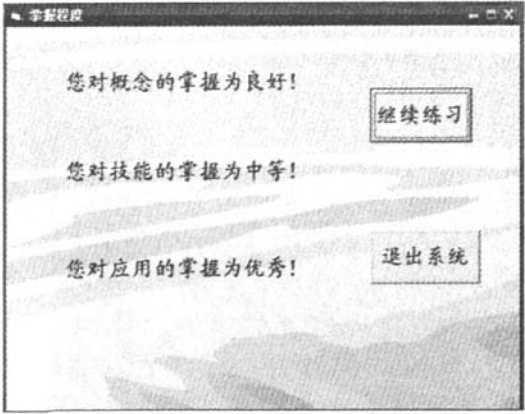 掌握程度
您对概念的掌握为良好!
继续练习
您对技能的掌握为中等!
您对应用的掌握为优秀!
退出系统